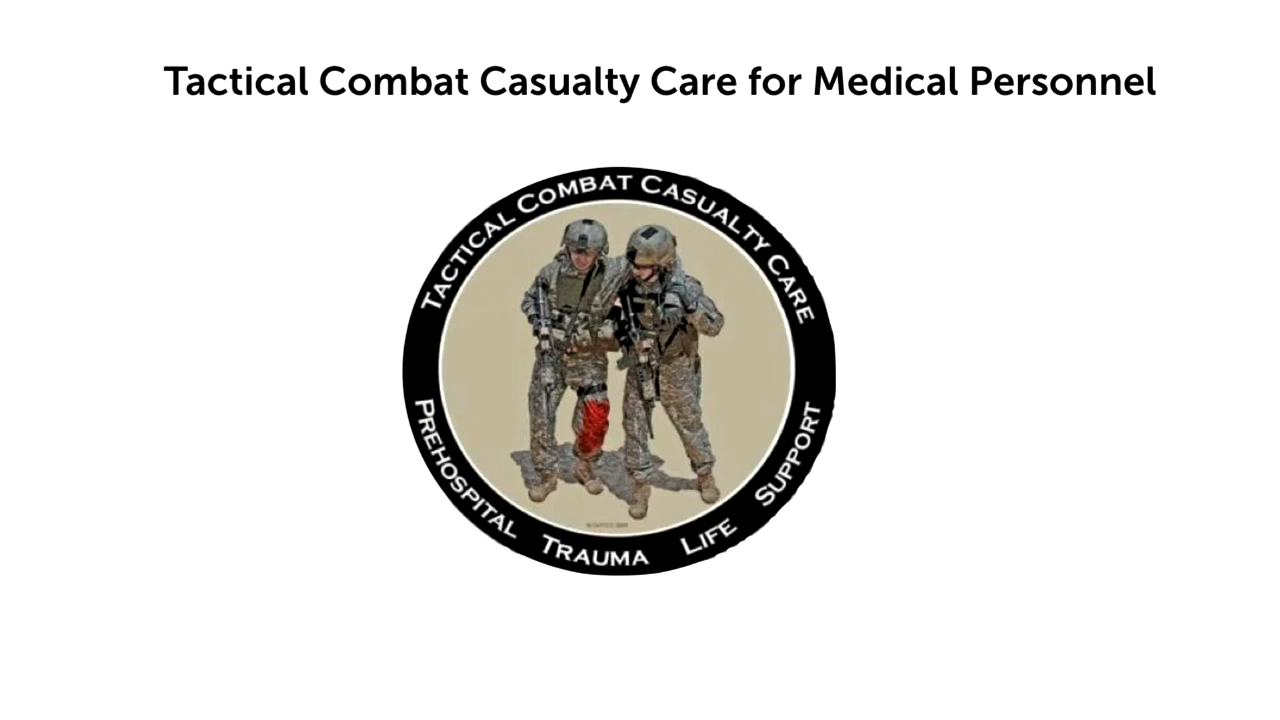 Tactical Combat Casualty Care for Medical Personnel
TACTICAL COMBAT CASUALTY CARE
PREHOSPITAL TRAUMA LIFE SUPPORT